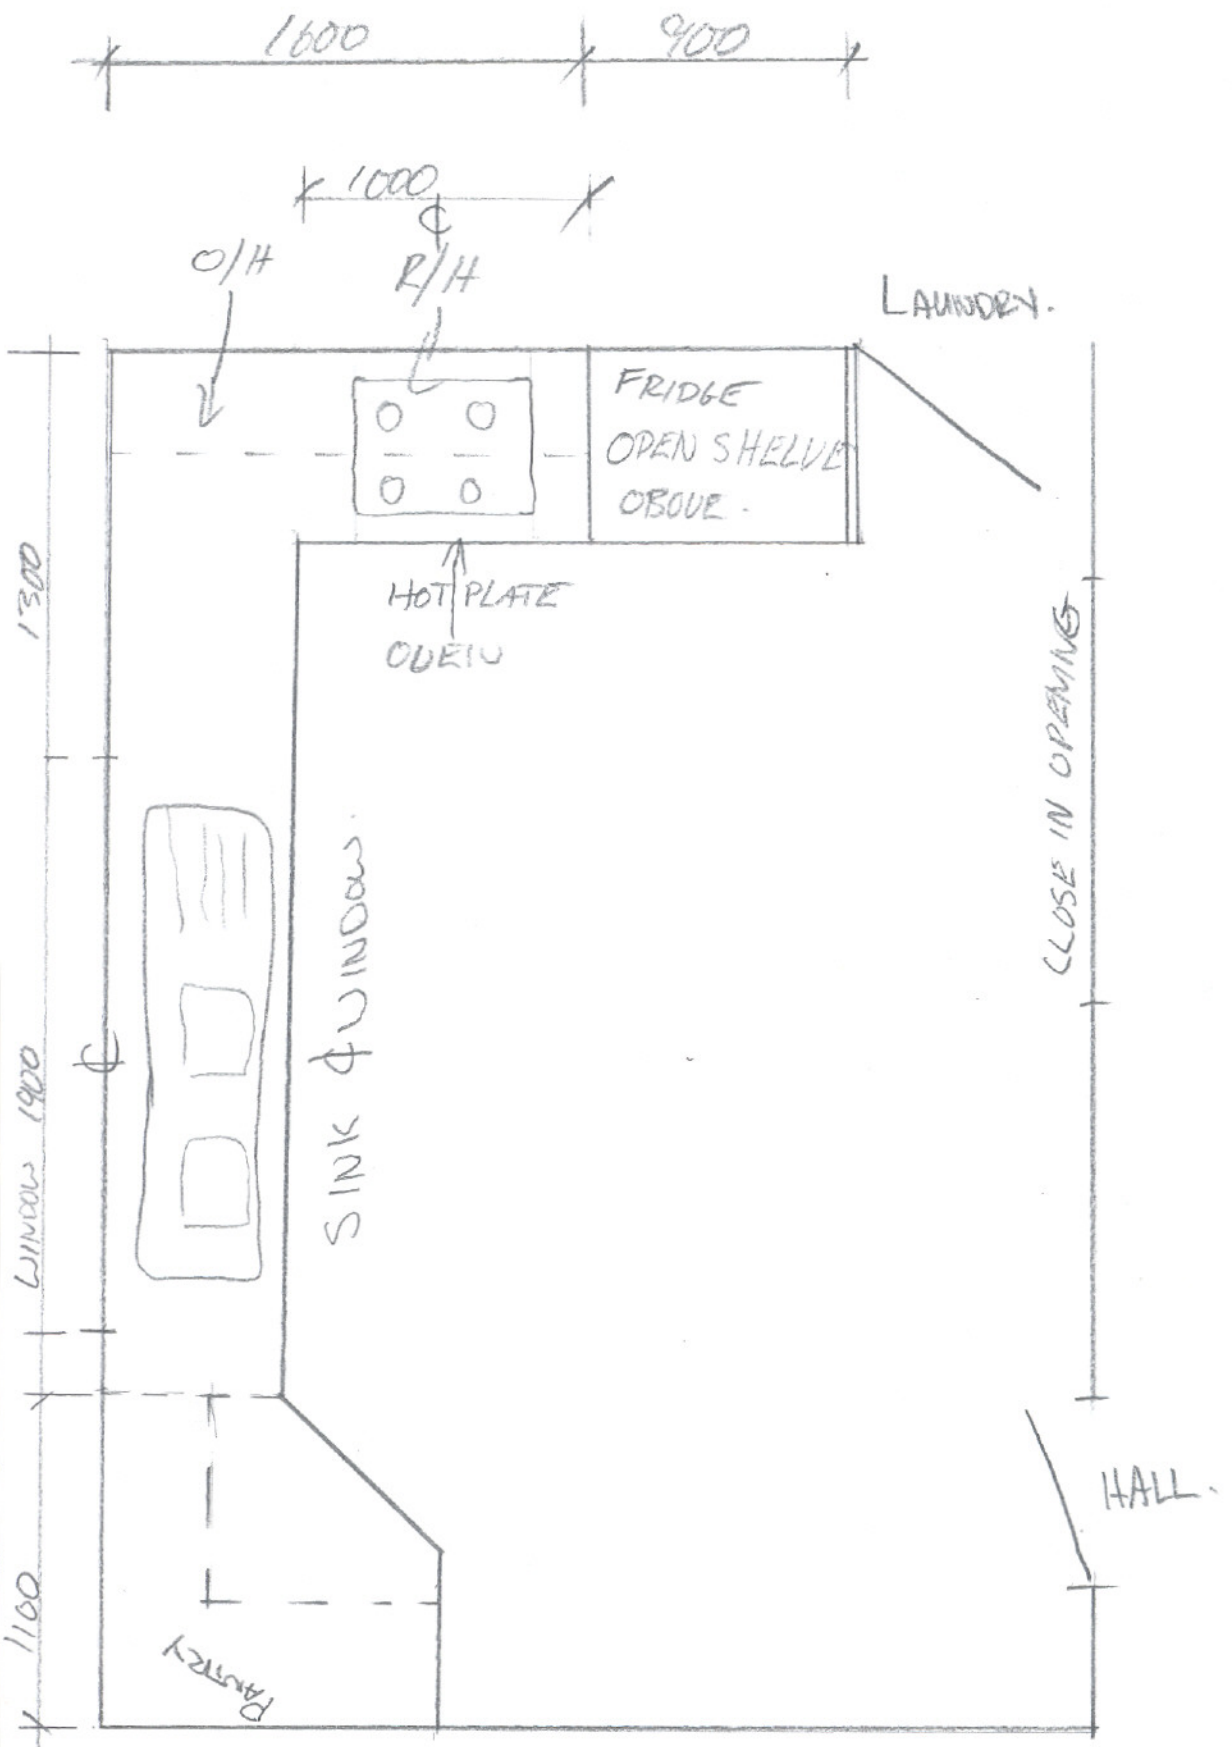 1600
900
1000
℄
O/H
R/H
LAUNDRY.
FRIDGE
OPEN SHELVE
OBOVE.
HOT PLATE
OVEIN
1300
CLOSE IN OPENING
SINK ℄ WINDOW.
℄
WINDOW 1900
HALL.
1100
PANTRY